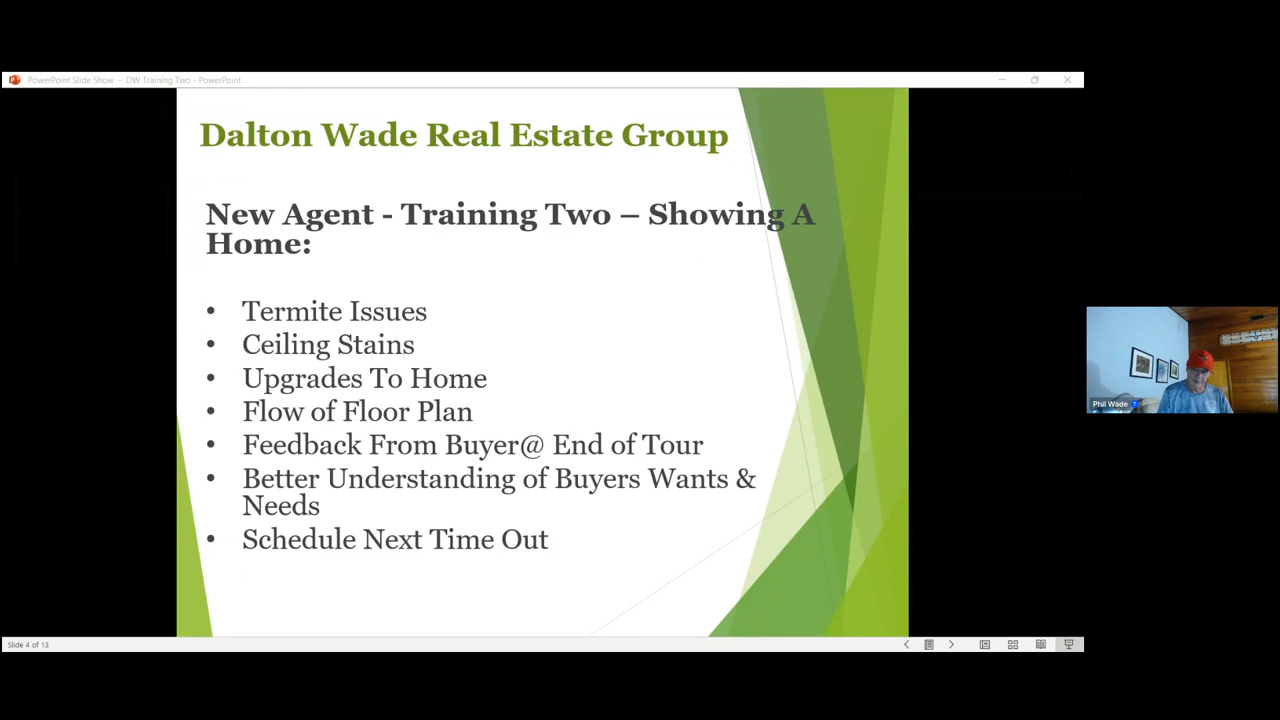 PowerPoint Slide Show - DW Training Two - PowerPoint
Dalton Wade Real Estate Group
New Agent - Training Two – Showing A
Home:
• Termite Issues
• Ceiling Stains
• Upgrades To Home
• Flow of Floor Plan
• Feedback From Buyer@ End of Tour
• Better Understanding of Buyers Wants &
Needs
• Schedule Next Time Out
Phil Wade
Slide 4 of 13